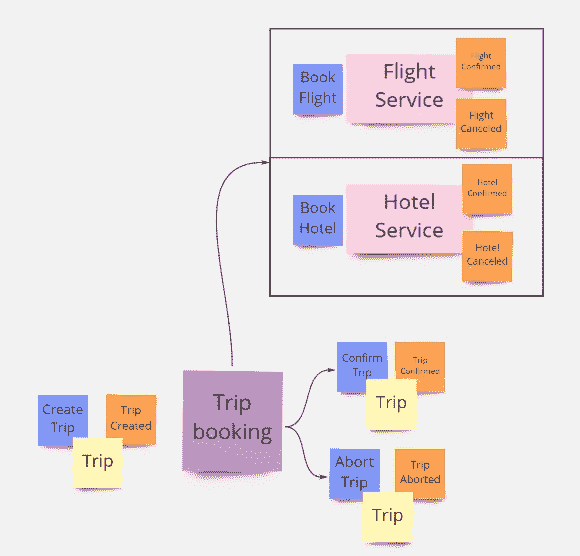 Book
Flight
Flight
Service
Flight
Confirmed
Flight
Canceled
Book
Hotel
Hotel
Service
Hotel
Confirmed
Hotel
Canceled
Create
Trip
Trip
Created
Trip
Trip
booking
Confirm
Trip
Trip
Confirmed
Trip
Abort
Trip
Trip
Aborted
Trip